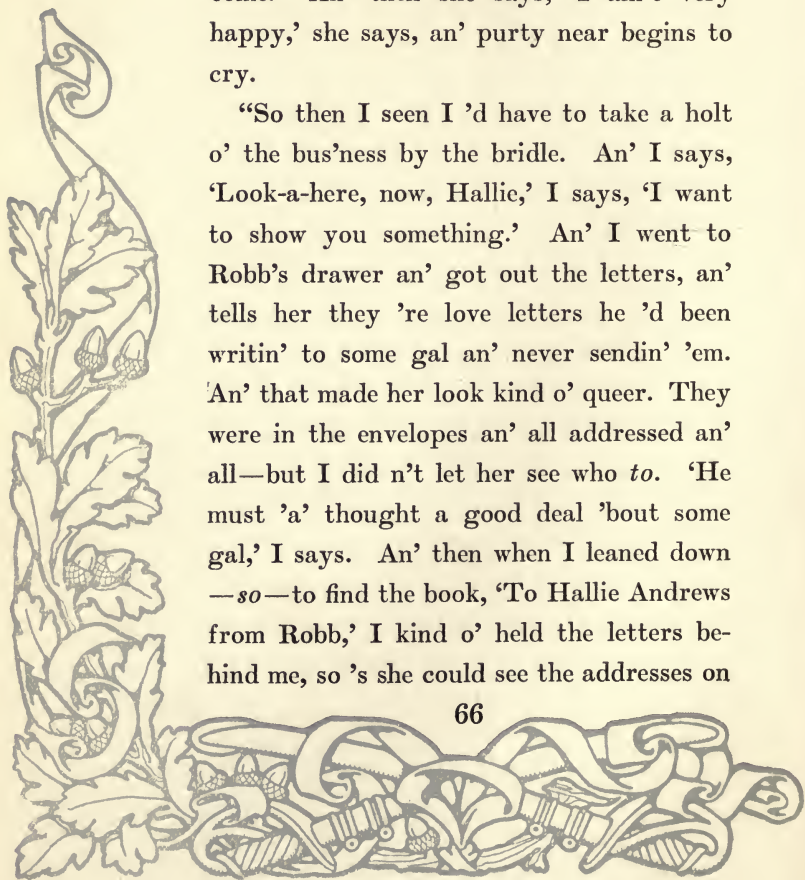 happy,’ she says, an’ purty near begins to
cry.
“So then I seen I ’d have to take a holt
o’ the bus’ness by the bridle. An’ I says,
‘Look-a-here, now, Hallie,’ I says, ‘I want
to show you something.’ An’ I went to
Robb’s drawer an’ got out the letters, an’
tells her they ’re love letters he ’d been
writin’ to some gal an’ never sendin’ ’em.
An’ that made her look kind o’ queer. They
were in the envelopes an’ all addressed an’
all—but I did n’t let her see who to. ‘He
must ’a’ thought a good deal ’bout some
gal,’ I says. An’ then when I leaned down
—so—to find the book, ‘To Hallie Andrews
from Robb,’ I kind o’ held the letters be-
hind me, so ’s she could see the addresses on
66